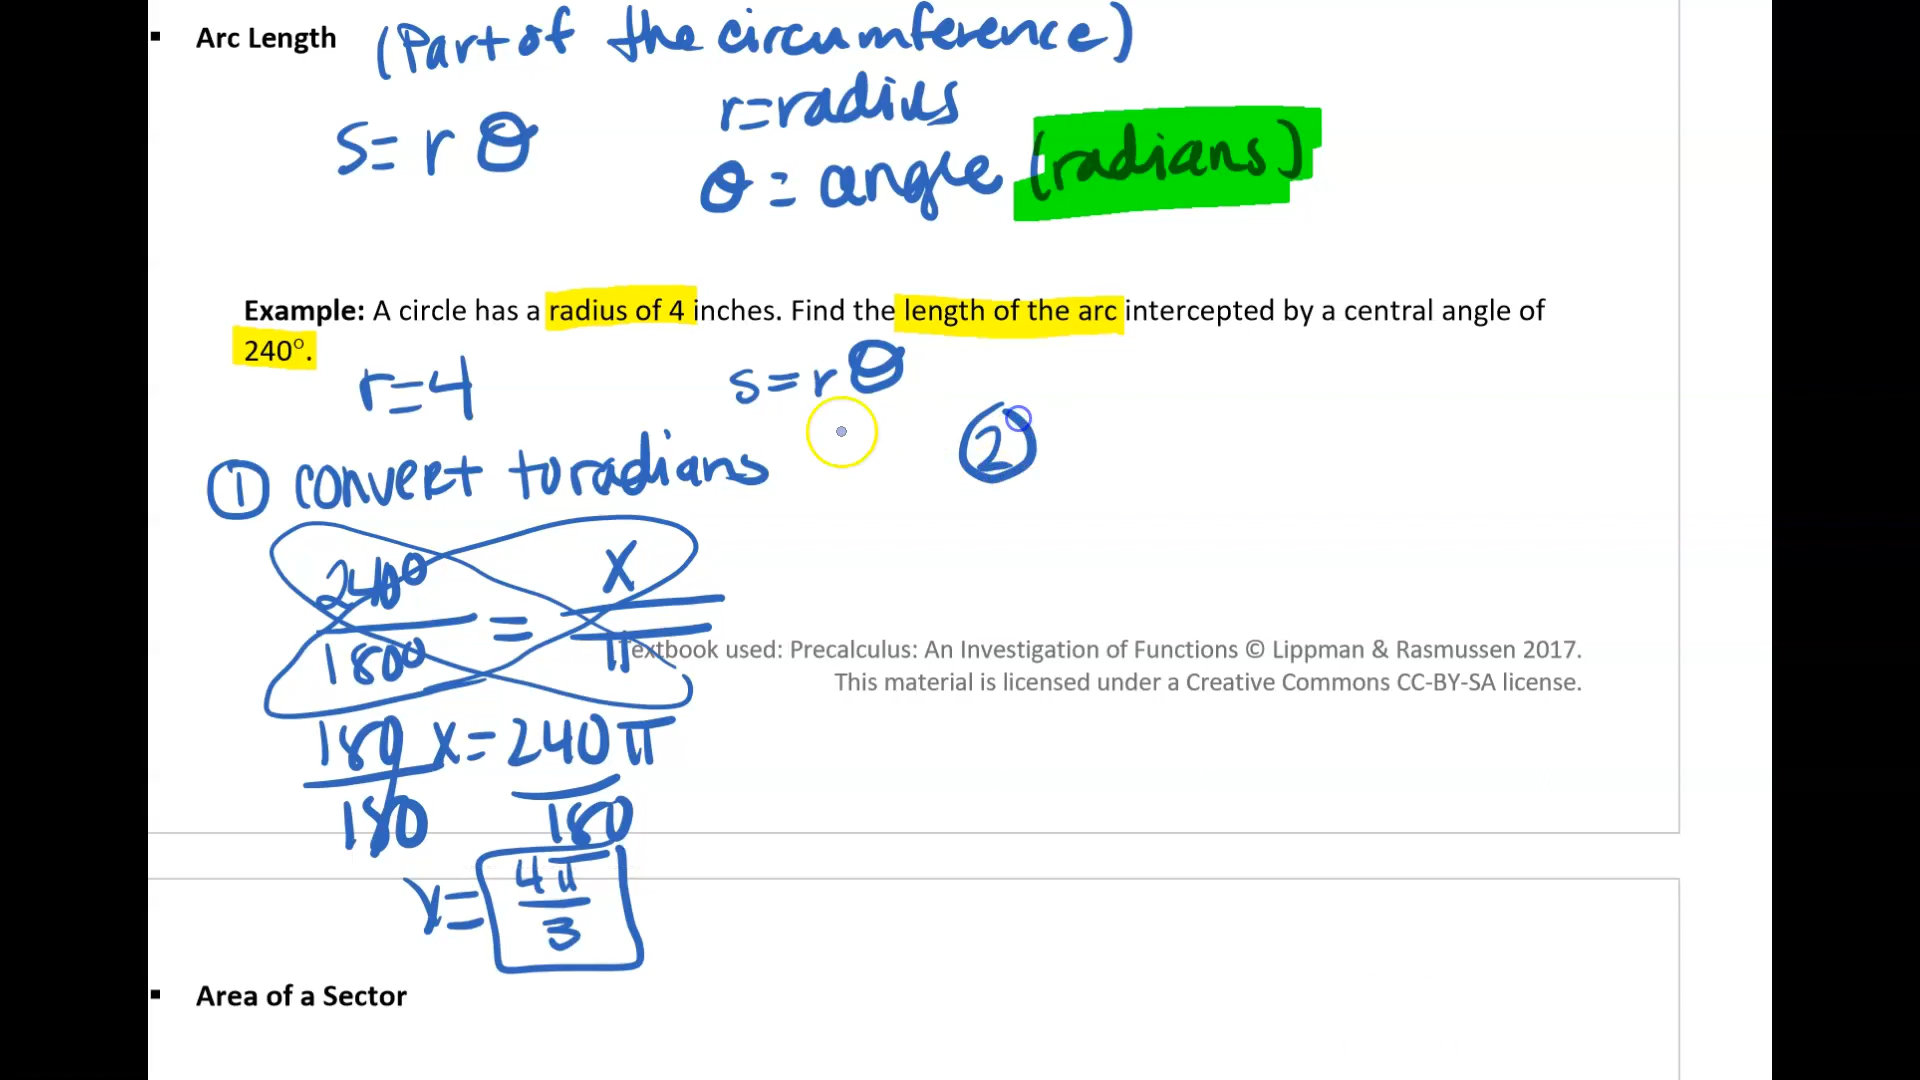 ▪ Arc Length (Part of the circumference)
r=radius
s= r θ
θ = angle (radians)
Example: A circle has a radius of 4 inches. Find the length of the arc intercepted by a central angle of
240°.
r=4
s=rθ
① convert to radians
②
240° = x
180° π
Textbook used: Precalculus: An Investigation of Functions © Lippman & Rasmussen 2017.
This material is licensed under a Creative Commons CC-BY-SA license.
180 x = 240π
180 180
x= 4π
3
▪ Area of a Sector